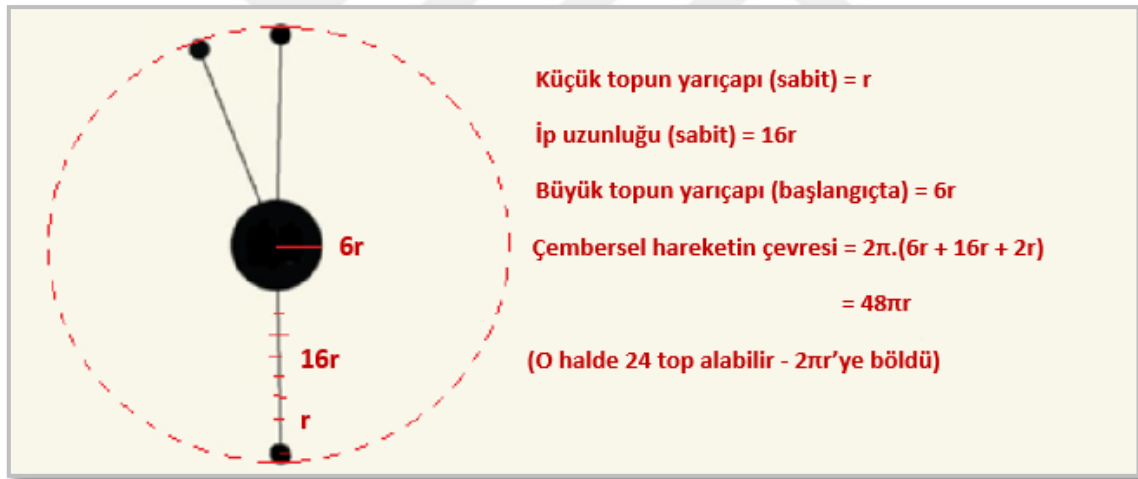 Küçük topun yarıçapı (sabit) = r
İp uzunluğu (sabit) = 16r
Büyük topun yarıçapı (başlangıçta) = 6r
6r
Çembersel hareketin çevresi = 2π.(6r + 16r + 2r)
= 48πr
16r
(O halde 24 top alabilir - 2πr’ye böldü)
r